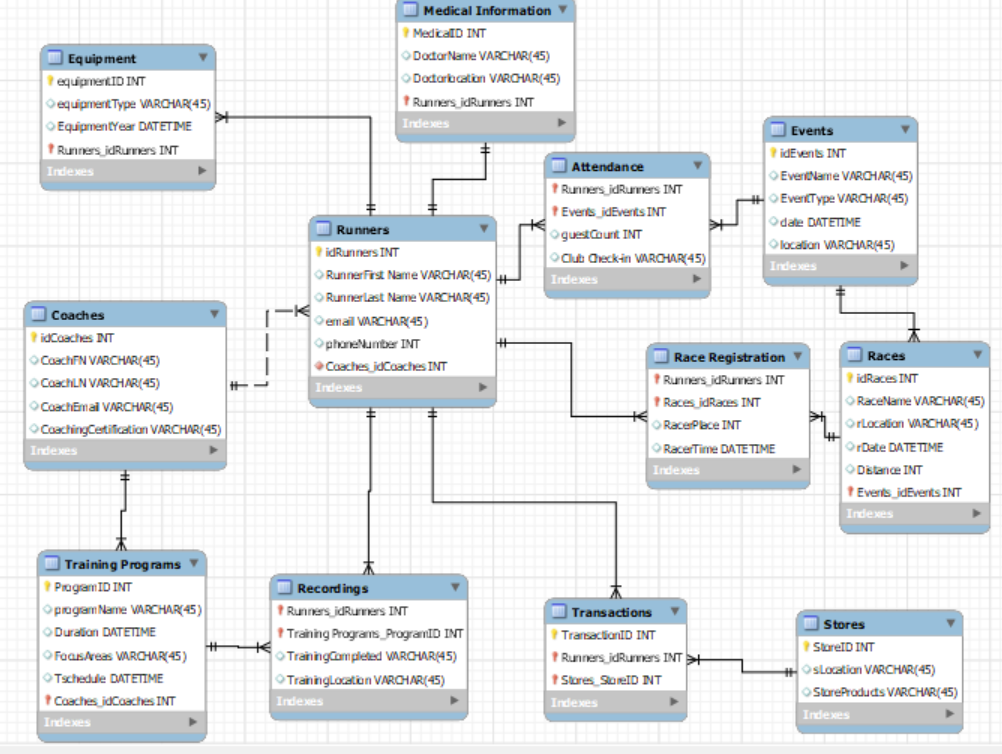 Medical Information
MedicalID INT
DoctorName VARCHAR(45)
Doctorlocation VARCHAR(45)
Runners_idRunners INT
Indexes
Equipment
equipmentID INT
equipmentType VARCHAR(45)
EquipmentYear DATETIME
Runners_idRunners INT
Indexes
Events
idEvents INT
EventName VARCHAR(45)
EventType VARCHAR(45)
date DATETIME
location VARCHAR(45)
Indexes
Attendance
Runners_idRunners INT
Events_idEvents INT
guestCount INT
Club Check-in VARCHAR(45)
Indexes
Runners
idRunners INT
RunnerFirst Name VARCHAR(45)
RunnerLast Name VARCHAR(45)
email VARCHAR(45)
phoneNumber INT
Coaches_idCoaches INT
Indexes
Coaches
idCoaches INT
CoachFN VARCHAR(45)
CoachLN VARCHAR(45)
CoachEmail VARCHAR(45)
CoachingCertification VARCHAR(45)
Indexes
Race Registration
Runners_idRunners INT
Races_idRaces INT
RacerPlace INT
RacerTime DATETIME
Indexes
Races
idRaces INT
RaceName VARCHAR(45)
rLocation VARCHAR(45)
rDate DATETIME
Distance INT
Events_idEvents INT
Indexes
Training Programs
ProgramID INT
programName VARCHAR(45)
Duration DATETIME
FocusAreas VARCHAR(45)
Tschedule DATETIME
Coaches_idCoaches INT
Indexes
Recordings
Runners_idRunners INT
Training Programs_ProgramID INT
TrainingCompleted VARCHAR(45)
TrainingLocation VARCHAR(45)
Indexes
Transactions
TransactionID INT
Runners_idRunners INT
Stores_StoreID INT
Indexes
Stores
StoreID INT
sLocation VARCHAR(45)
StoreProducts VARCHAR(45)
Indexes